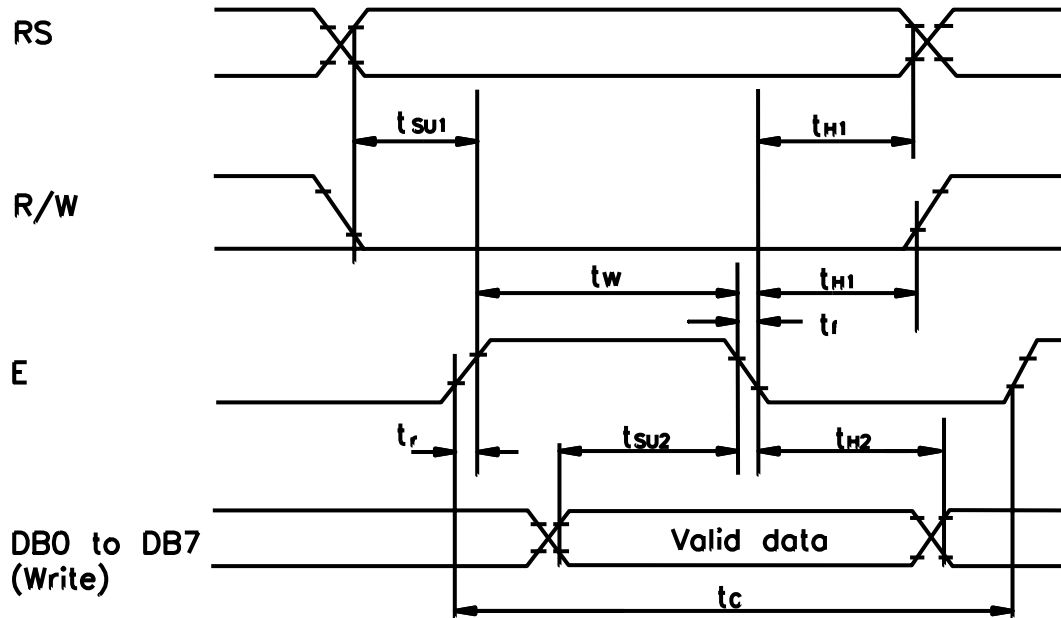 RS
tSU1
tH1
R/W
tw
tH1
tf
E
tr
tSU2
tH2
DB0 to DB7
(Write)
Valid data
tC